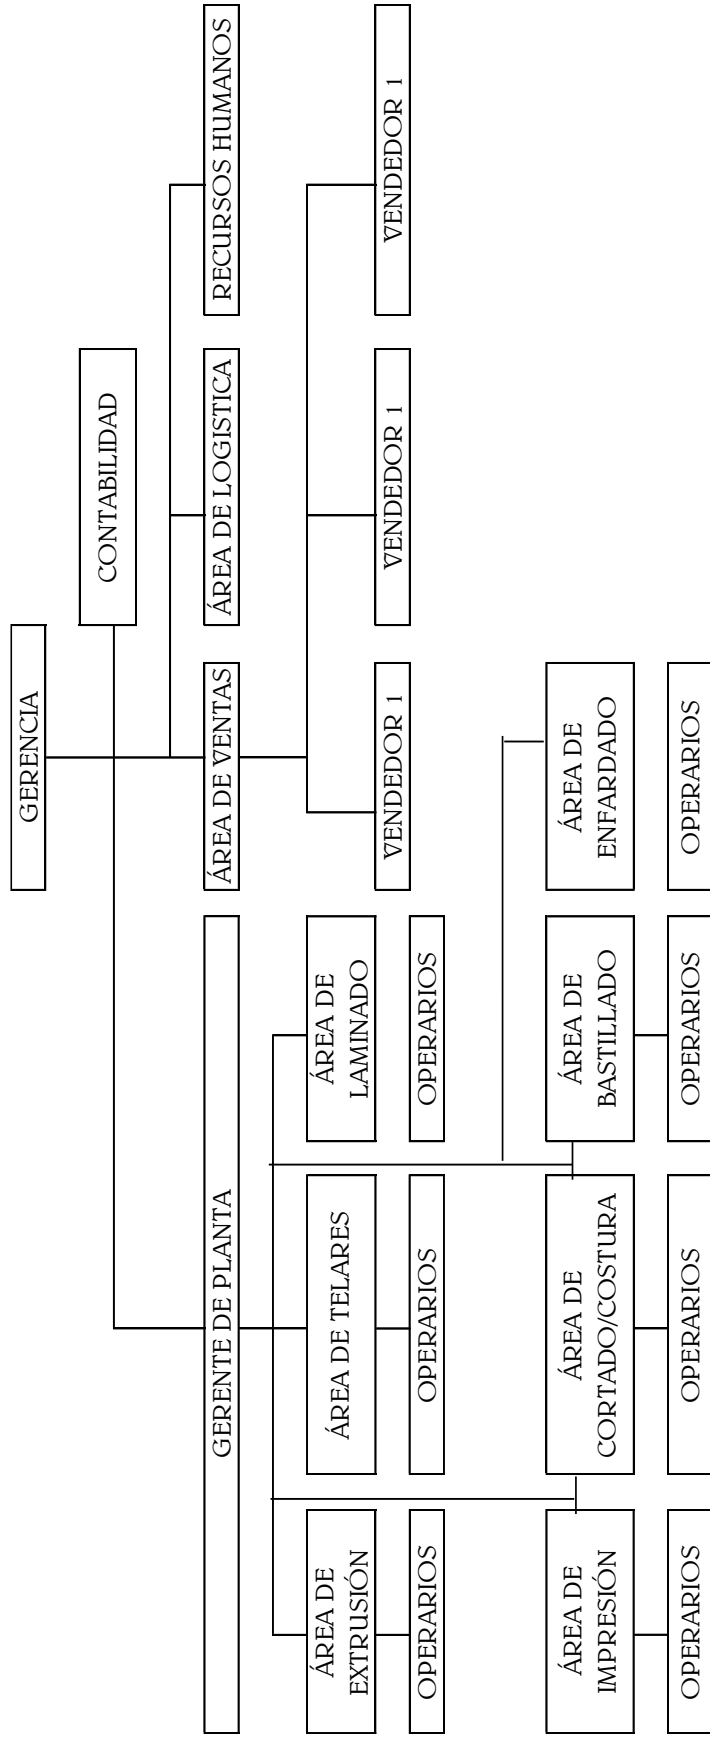 GERENCIA
CONTABILIDAD
GERENTE DE PLANTA
ÁREA DE VENTAS
ÁREA DE LOGISTICA
RECURSOS HUMANOS
ÁREA DE
EXTRUSIÓN
ÁREA DE TELARES
ÁREA DE
LAMINADO
VENDEDOR 1
VENDEDOR 1
VENDEDOR 1
OPERARIOS
OPERARIOS
OPERARIOS
ÁREA DE
IMPRESIÓN
ÁREA DE
CORTADO/COSTURA
ÁREA DE
BASTILLADO
ÁREA DE
ENFARDADO
OPERARIOS
OPERARIOS
OPERARIOS
OPERARIOS